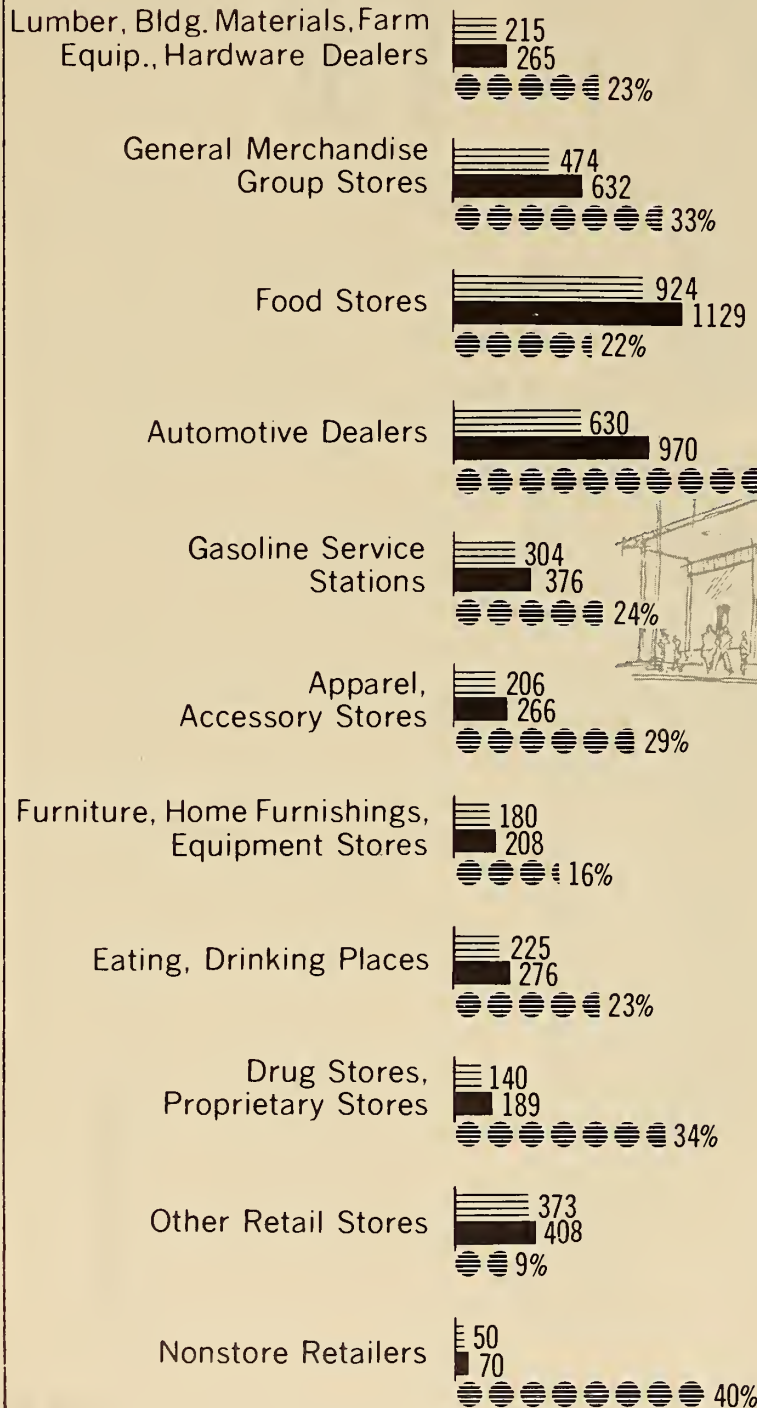 Lumber, Bldg. Materials, Farm
Equip., Hardware Dealers
215
265
23%
General Merchandise
Group Stores
474
632
33%
Food Stores
924
1129
22%
Automotive Dealers
630
970
Gasoline Service
Stations
304
376
24%
Apparel,
Accessory Stores
206
266
29%
Furniture, Home Furnishings,
Equipment Stores
180
208
16%
Eating, Drinking Places
225
276
23%
Drug Stores,
Proprietary Stores
140
189
34%
Other Retail Stores
373
408
9%
Nonstore Retailers
50
70
40%